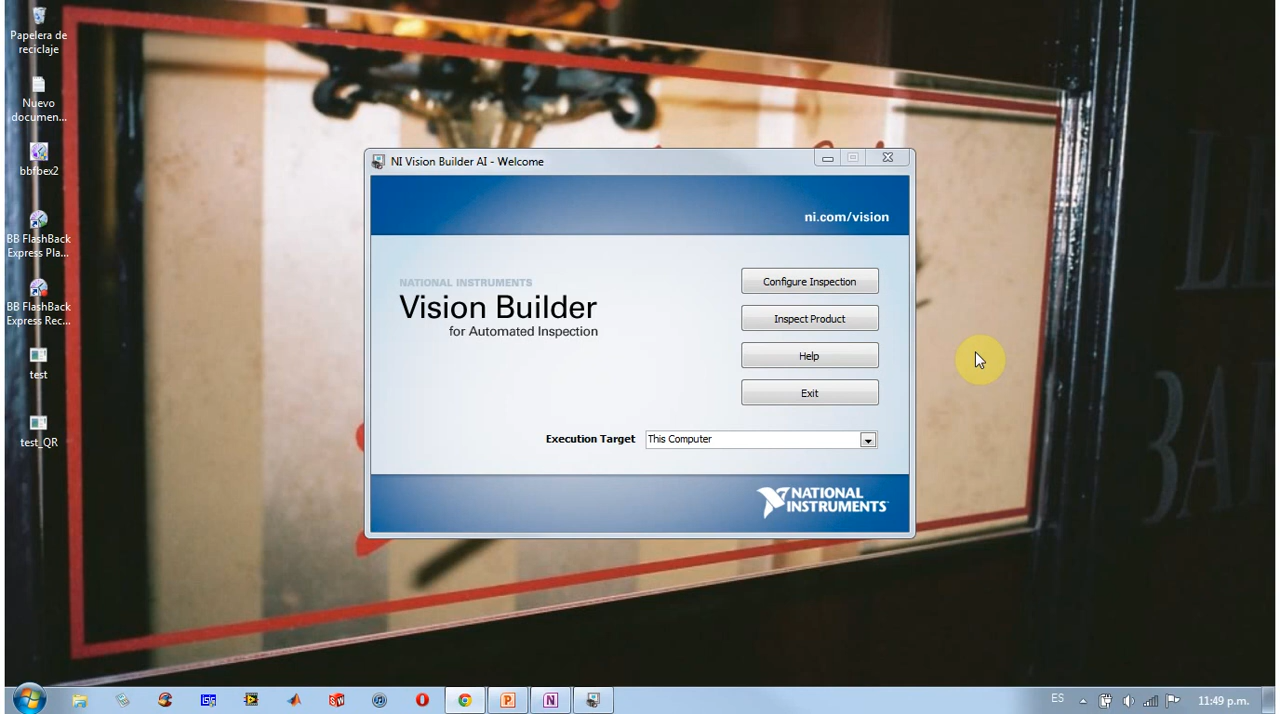 Papelera de
reciclaje
Nuevo
documen...
bbfbex2
BB FlashBack
Express Pla...
BB FlashBack
Express Rec...
test
test_QR
NI Vision Builder AI - Welcome
ni.com/vision
NATIONAL INSTRUMENTS
Vision Builder
for Automated Inspection
Configure Inspection
Inspect Product
Help
Exit
Execution Target
This Computer
NATIONAL
INSTRUMENTS
ES
11:49 p.m.